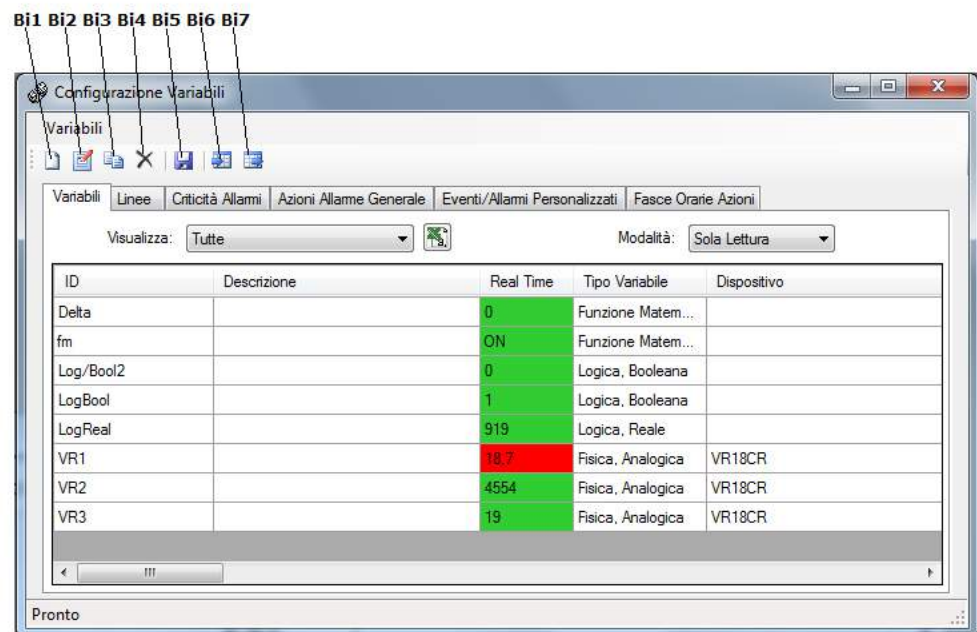 Bi1 Bi2 Bi3 Bi4 Bi5 Bi6 Bi7
Configurazione Variabili
Variabili
Variabili Linee Criticità Allarmi Azioni Allarme Generale Eventi/Allarmi Personalizzati Fasce Orarie Azioni
Visualizza: Tutte Modalità: Sola Lettura
ID Descrizione Real Time Tipo Variabile Dispositivo
Delta 0 Funzione Matem...
fm ON Funzione Matem...
Log/Bool2 0 Logica, Booleana
LogBool 1 Logica, Booleana
LogReal 919 Logica, Reale
VR1 18,7 Fisica, Analogica VR18CR
VR2 4554 Fisica, Analogica VR18CR
VR3 19 Fisica, Analogica VR18CR
Pronto